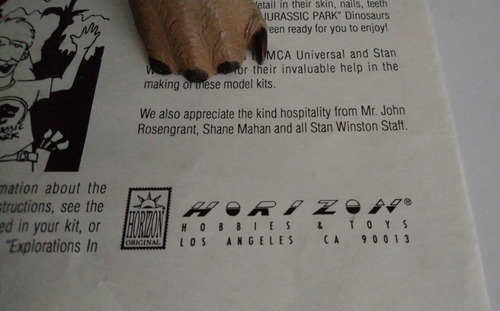 detail in their skin, nails, teeth
JURASSIC PARK" Dinosaurs
een ready for you to enjoy!
MCA Universal and Stan
for their invaluable help in the
making of these model kits.
We also appreciate the kind hospitality from Mr. John
Rosengrant, Shane Mahan and all Stan Winston Staff.
mation about the
structions, see the
ed in your kit, or
"Explorations In
HORIZON
ORIGINAL
HORIZON®
HOBBIES & TOYS
LOS ANGELES CA 90013